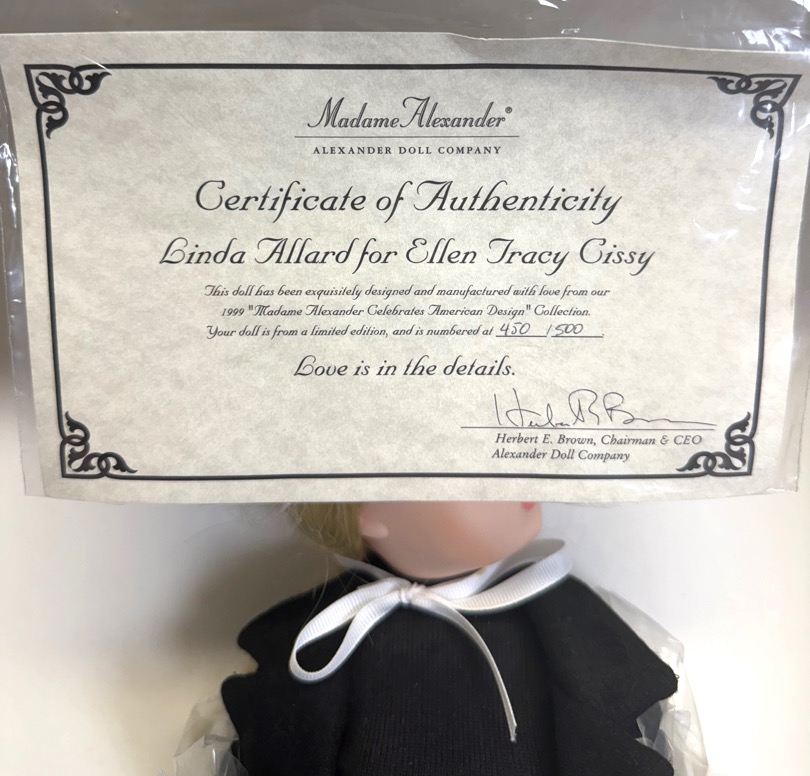 Madame Alexander®
ALEXANDER DOLL COMPANY
Certificate of Authenticity
Linda Allard for Ellen Tracy Cissy
This doll has been exquisitely designed and manufactured with love from our
1999 "Madame Alexander Celebrates American Design" Collection.
Your doll is from a limited edition, and is numbered at 450 /500.
Love is in the details.
Herbert E. Brown, Chairman & CEO
Alexander Doll Company